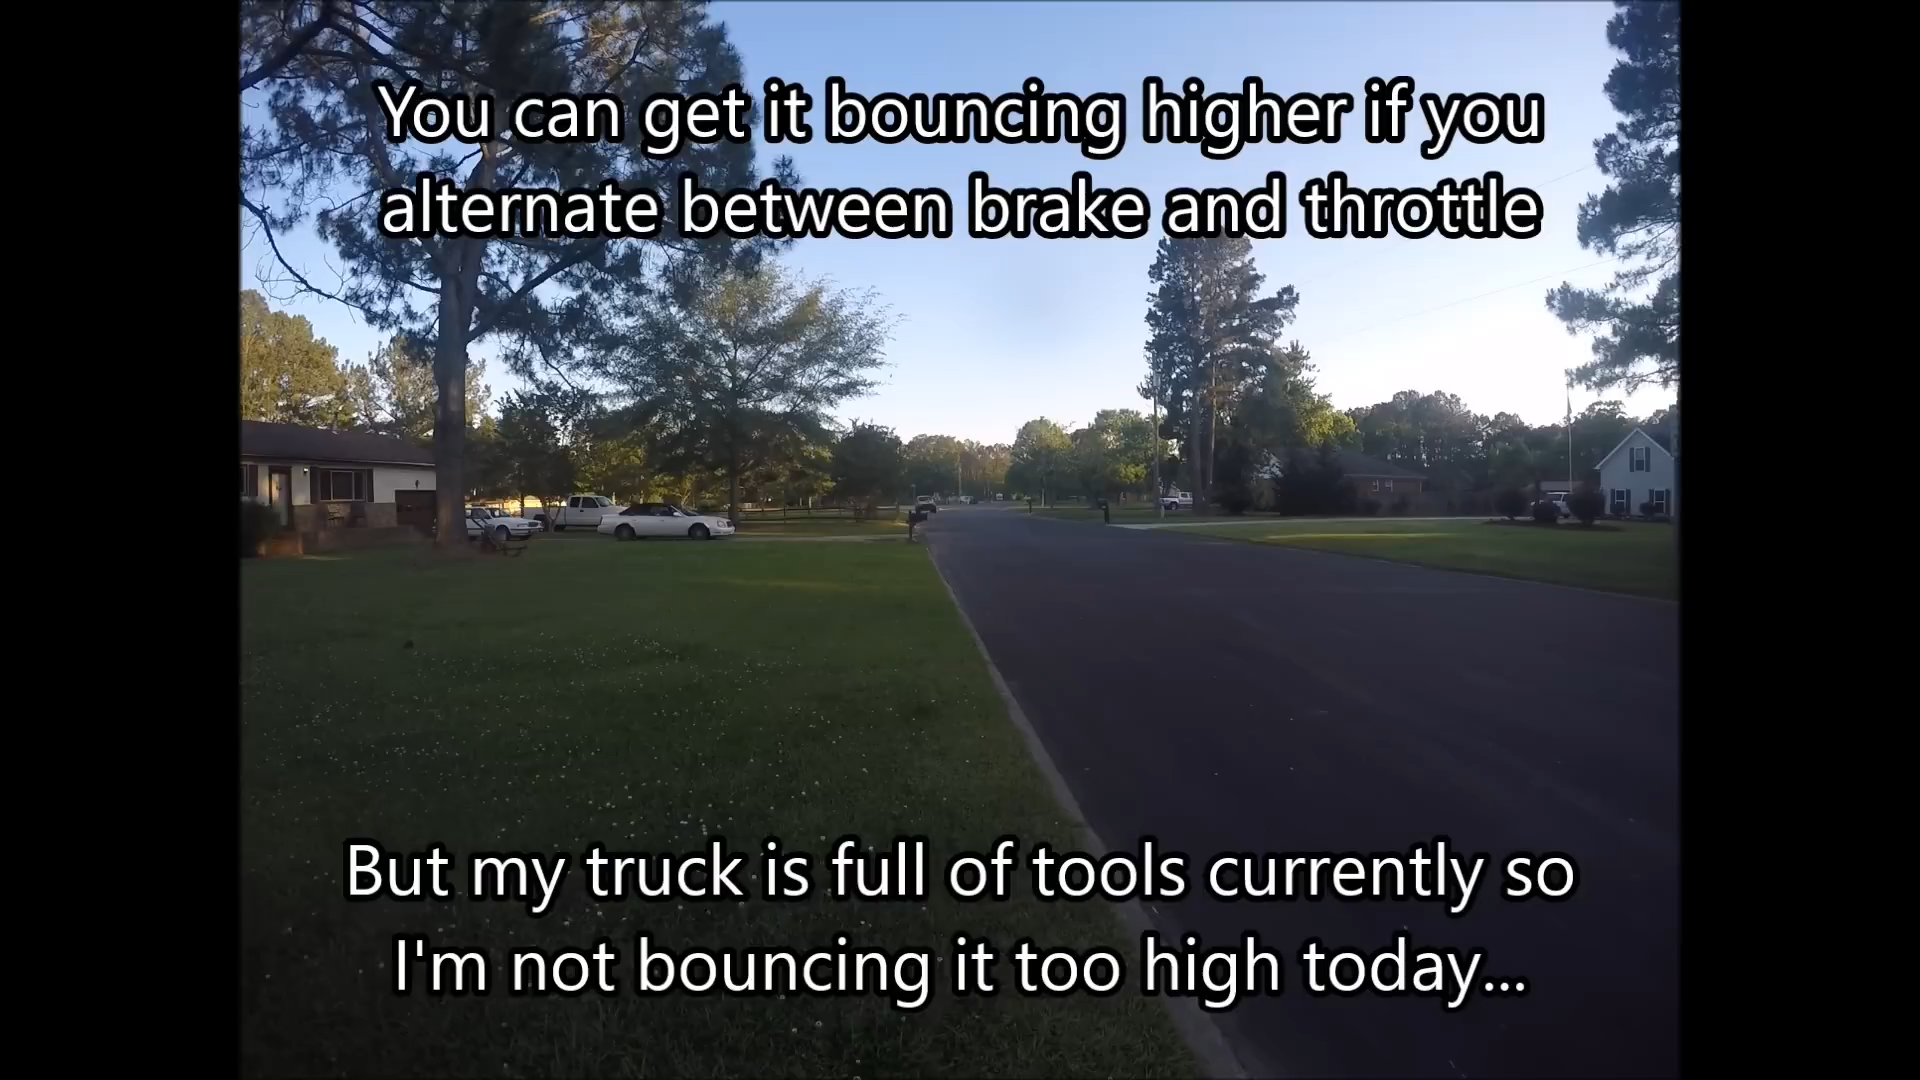 You can get it bouncing higher if you
alternate between brake and throttle
But my truck is full of tools currently so
I'm not bouncing it too high today...